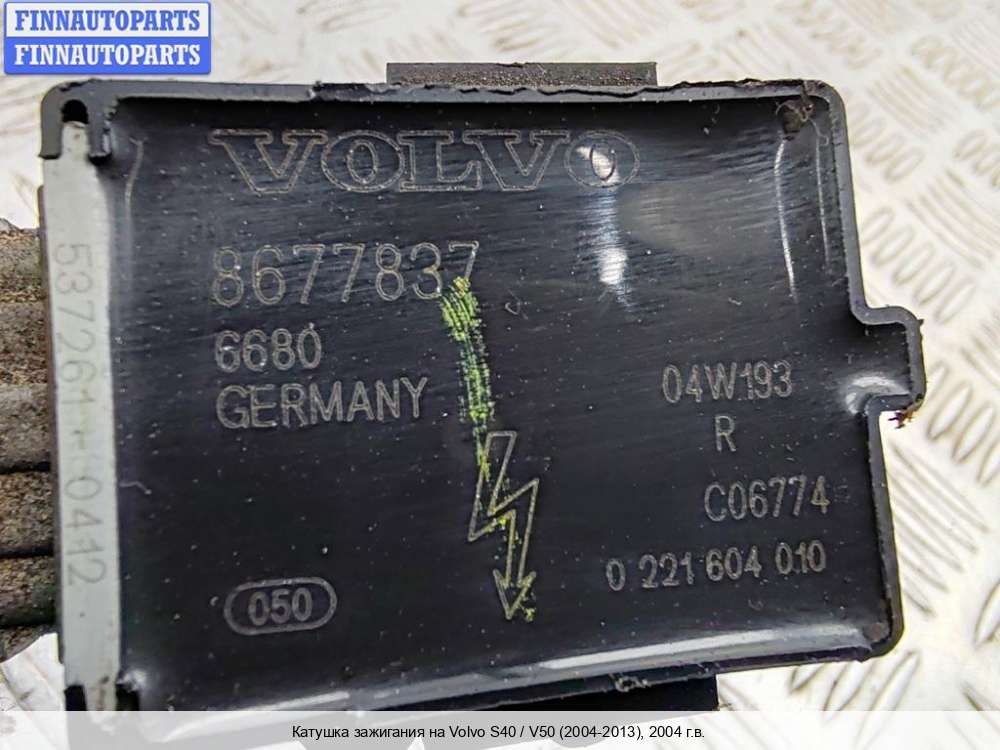 FINNAUTOPARTS
FINNAUTOPARTS
VOLVO
8677837
6680
GERMANY
04W193
R
C06774
0 221 604 010
050
537261-0412
Катушка зажигания на Volvo S40 / V50 (2004-2013), 2004 г.в.